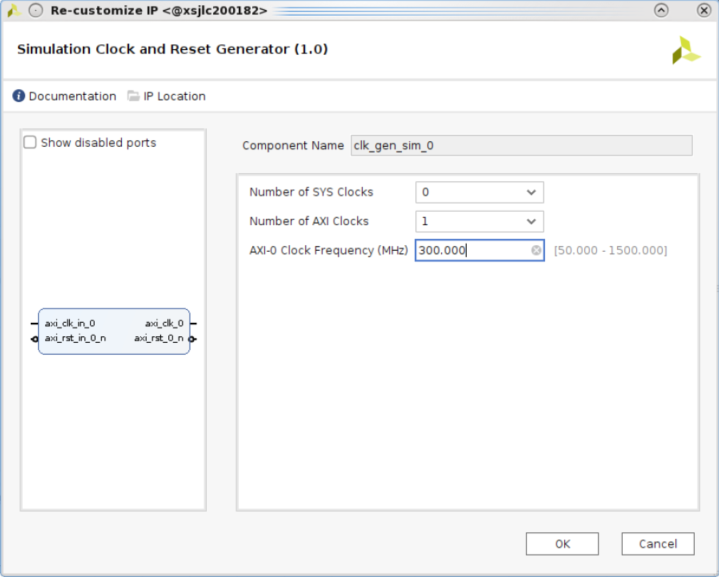 Re-customize IP <@xsjlc200182>
Simulation Clock and Reset Generator (1.0)
Documentation IP Location
Show disabled ports
Component Name clk_gen_sim_0
Number of SYS Clocks 0
Number of AXI Clocks 1
AXI-0 Clock Frequency (MHz) 300.000 [50.000 - 1500.000]
axi_clk_in_0 axi_clk_0
axi_rst_in_0_n axi_rst_0_n
OK Cancel